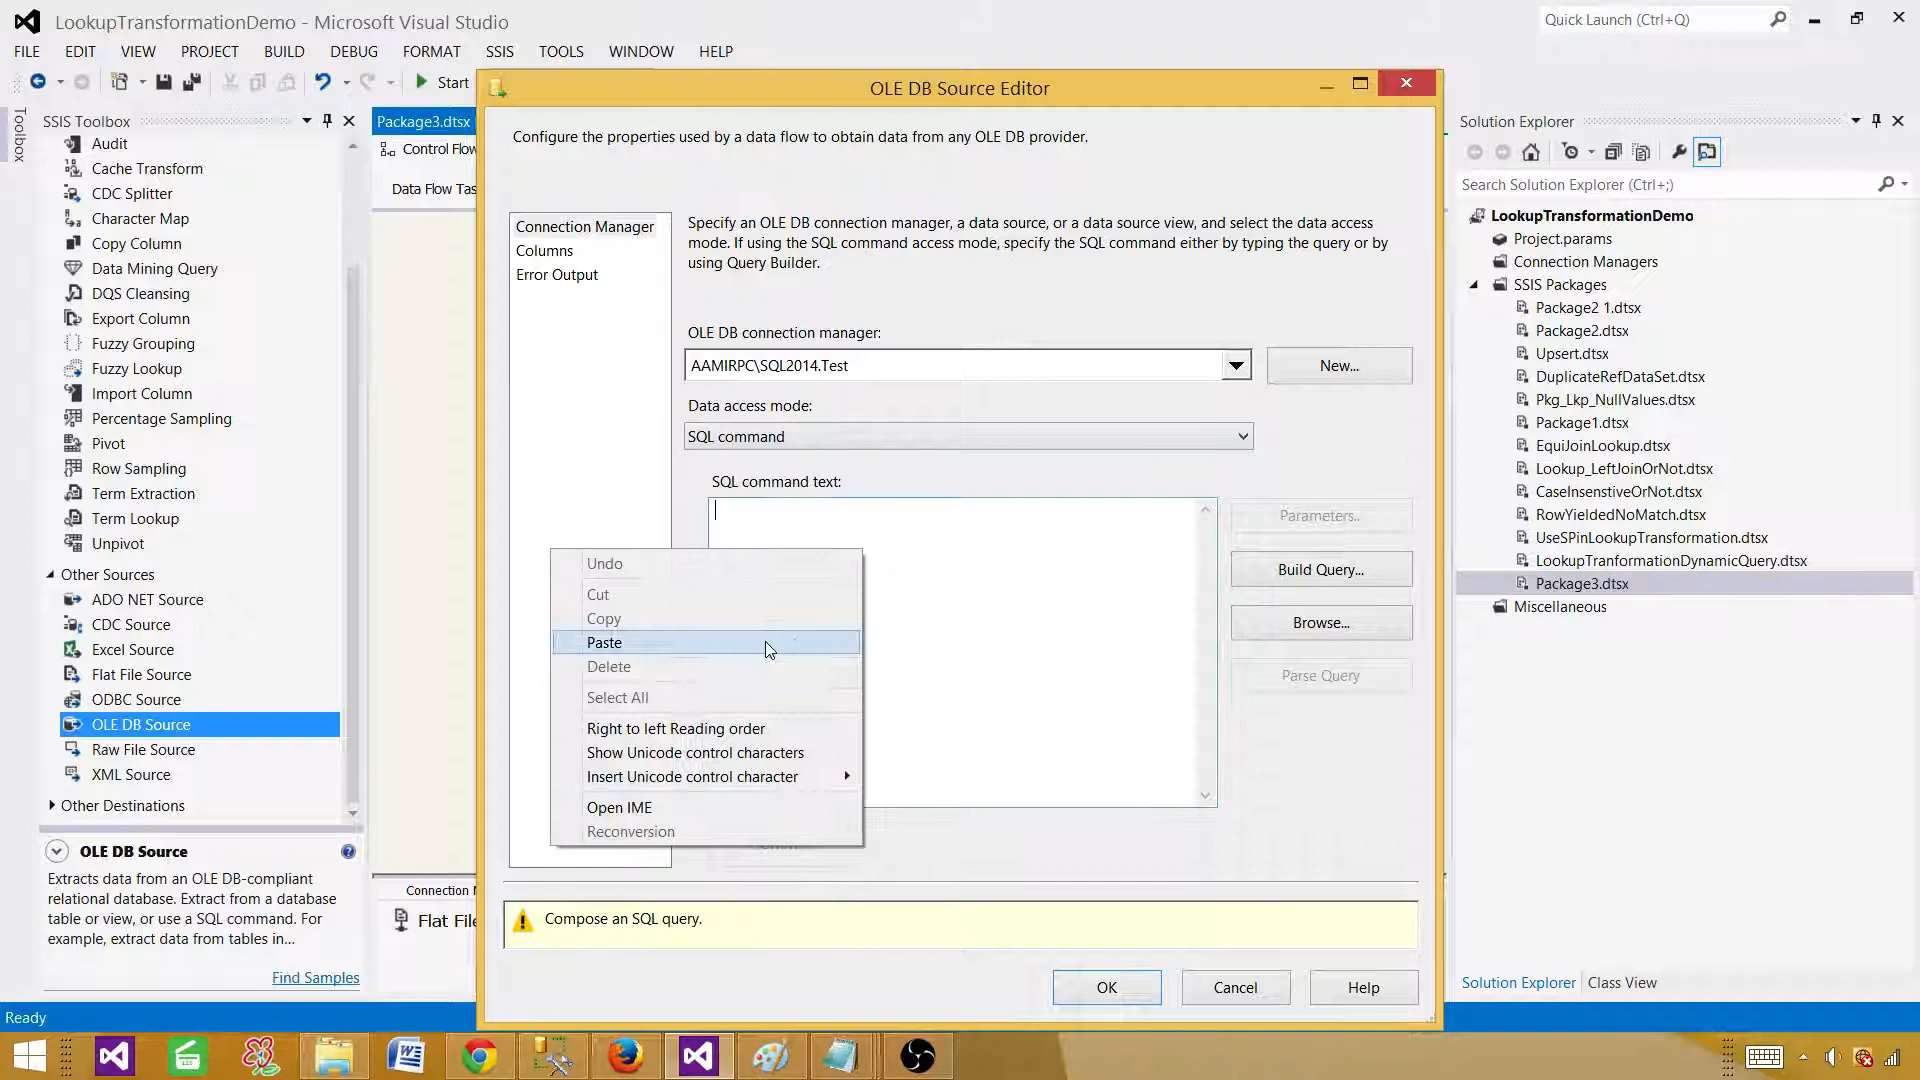 LookupTransformationDemo - Microsoft Visual Studio
Quick Launch (Ctrl+Q)
FILE EDIT VIEW PROJECT BUILD DEBUG FORMAT SSIS TOOLS WINDOW HELP
Start
Toolbox
SSIS Toolbox
Audit
Cache Transform
CDC Splitter
Character Map
Copy Column
Data Mining Query
DQS Cleansing
Export Column
Fuzzy Grouping
Fuzzy Lookup
Import Column
Percentage Sampling
Pivot
Row Sampling
Term Extraction
Term Lookup
Unpivot
Other Sources
ADO NET Source
CDC Source
Excel Source
Flat File Source
ODBC Source
OLE DB Source
Raw File Source
XML Source
Other Destinations
OLE DB Source
Extracts data from an OLE DB-compliant
relational database. Extract from a database
table or view, or use a SQL command. For
example, extract data from tables in...
Find Samples
Package3.dtsx
Control Flow
Data Flow Tas
Connection
Flat File
OLE DB Source Editor
Configure the properties used by a data flow to obtain data from any OLE DB provider.
Connection Manager
Columns
Error Output
Specify an OLE DB connection manager, a data source, or a data source view, and select the data access
mode. If using the SQL command access mode, specify the SQL command either by typing the query or by
using Query Builder.
OLE DB connection manager:
AAMIRPC\SQL2014.Test
New...
Data access mode:
SQL command
SQL command text:
Parameters..
Build Query...
Browse...
Parse Query
Undo
Cut
Copy
Paste
Delete
Select All
Right to left Reading order
Show Unicode control characters
Insert Unicode control character
Open IME
Reconversion
Compose an SQL query.
OK
Cancel
Help
Solution Explorer
Search Solution Explorer (Ctrl+;)
LookupTransformationDemo
Project.params
Connection Managers
SSIS Packages
Package2 1.dtsx
Package2.dtsx
Upsert.dtsx
DuplicateRefDataSet.dtsx
Pkg_Lkp_NullValues.dtsx
Package1.dtsx
EquiJoinLookup.dtsx
Lookup_LeftJoinOrNot.dtsx
CaseInsenstiveOrNot.dtsx
RowYieldedNoMatch.dtsx
UseSPinLookupTransformation.dtsx
LookupTranformationDynamicQuery.dtsx
Package3.dtsx
Miscellaneous
Solution Explorer Class View
Ready